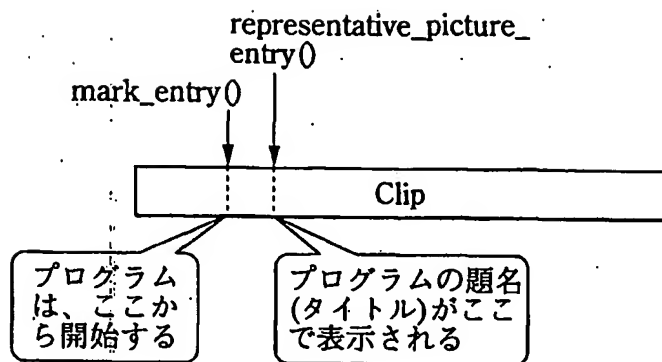 representative_picture_
entry()
mark_entry()
Clip
プログラム
は、ここか
ら開始する
プログラムの題名
(タイトル)がここ
で表示される